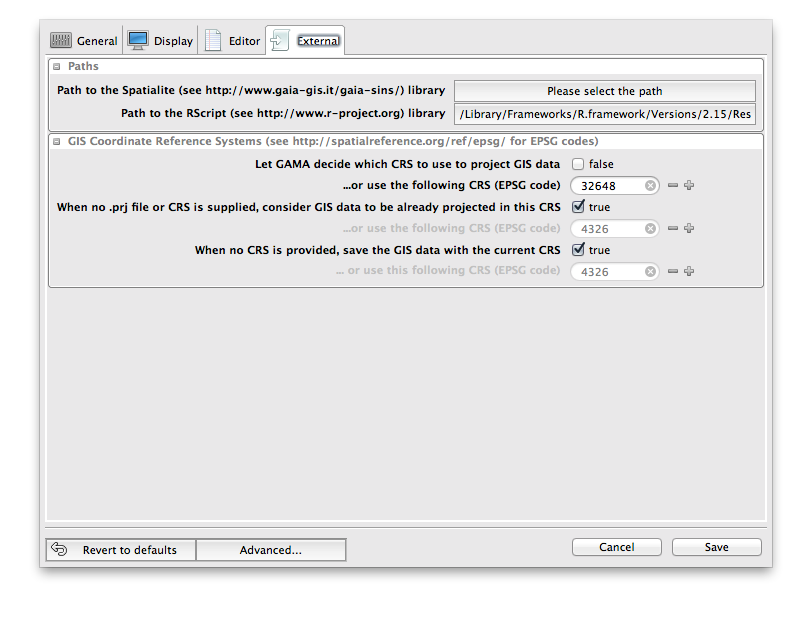 General Display Editor External
Paths
Path to the Spatialite (see http://www.gaia-gis.it/gaia-sins/) library Please select the path
Path to the RScript (see http://www.r-project.org) library /Library/Frameworks/R.framework/Versions/2.15/Res
GIS Coordinate Reference Systems (see http://spatialreference.org/ref/epsg/ for EPSG codes)
Let GAMA decide which CRS to use to project GIS data false
...or use the following CRS (EPSG code) 32648
When no .prj file or CRS is supplied, consider GIS data to be already projected in this CRS true
...or use the following CRS (EPSG code) 4326
When no CRS is provided, save the GIS data with the current CRS true
... or use this following CRS (EPSG code) 4326
Revert to defaults Advanced... Cancel Save